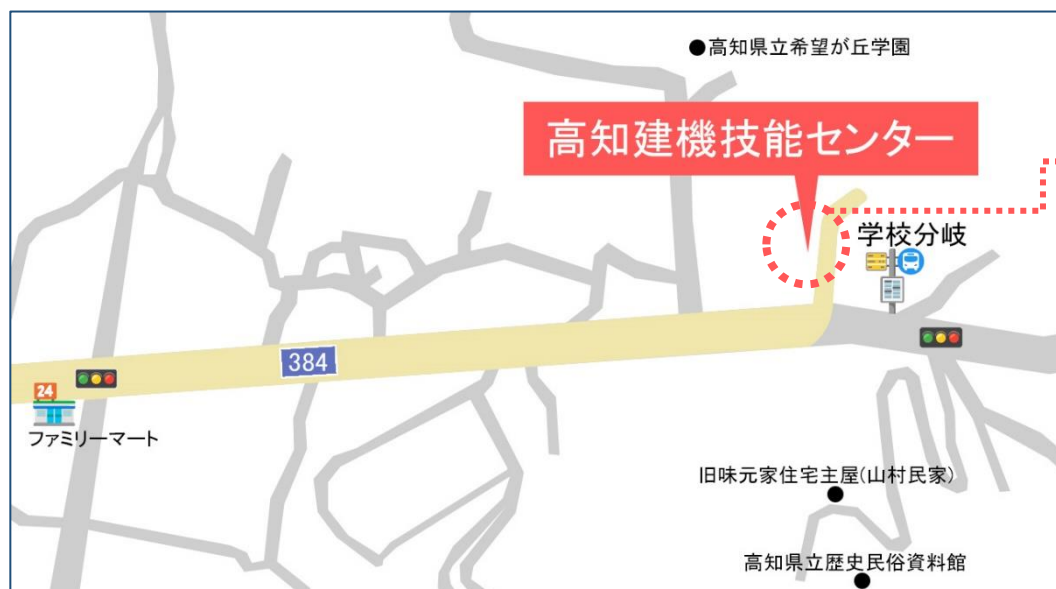 高知県立希望が丘学園
高知建機技能センター
学校分岐
384
24
ファミリーマート
旧味元家住宅主屋(山村民家)
高知県立歴史民俗資料館